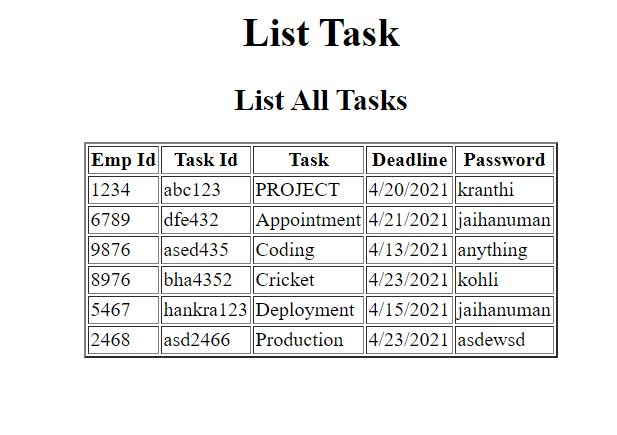 List Task
List All Tasks
Emp Id Task Id Task Deadline Password
1234 abc123 PROJECT 4/20/2021 kranthi
6789 dfe432 Appointment 4/21/2021 jaihanuman
9876 ased435 Coding 4/13/2021 anything
8976 bha4352 Cricket 4/23/2021 kohli
5467 hankra123 Deployment 4/15/2021 jaihanuman
2468 asd2466 Production 4/23/2021 asdewsd